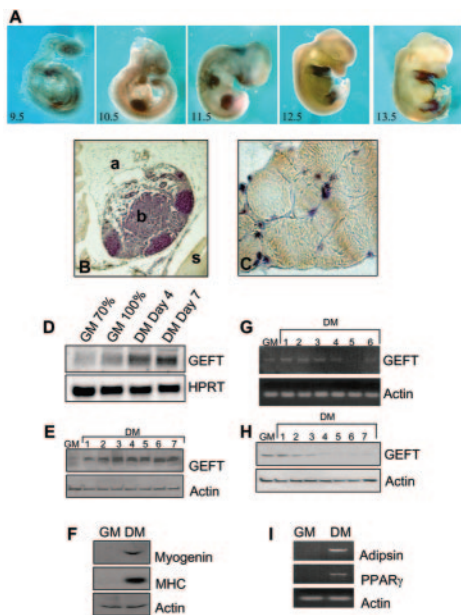 A
9.5 10.5 11.5 12.5 13.5
a
b
s
B
C
D
GM 70% GM 100% DM Day 4 DM Day 7
GEFT
HPRT
E
DM
GM 1 2 3 4 5 6 7
GEFT
Actin
F
GM DM
Myogenin
MHC
Actin
G
DM
GM 1 2 3 4 5 6
GEFT
Actin
H
DM
GM 1 2 3 4 5 6 7
GEFT
Actin
I
GM DM
Adipsin
PPARγ
Actin